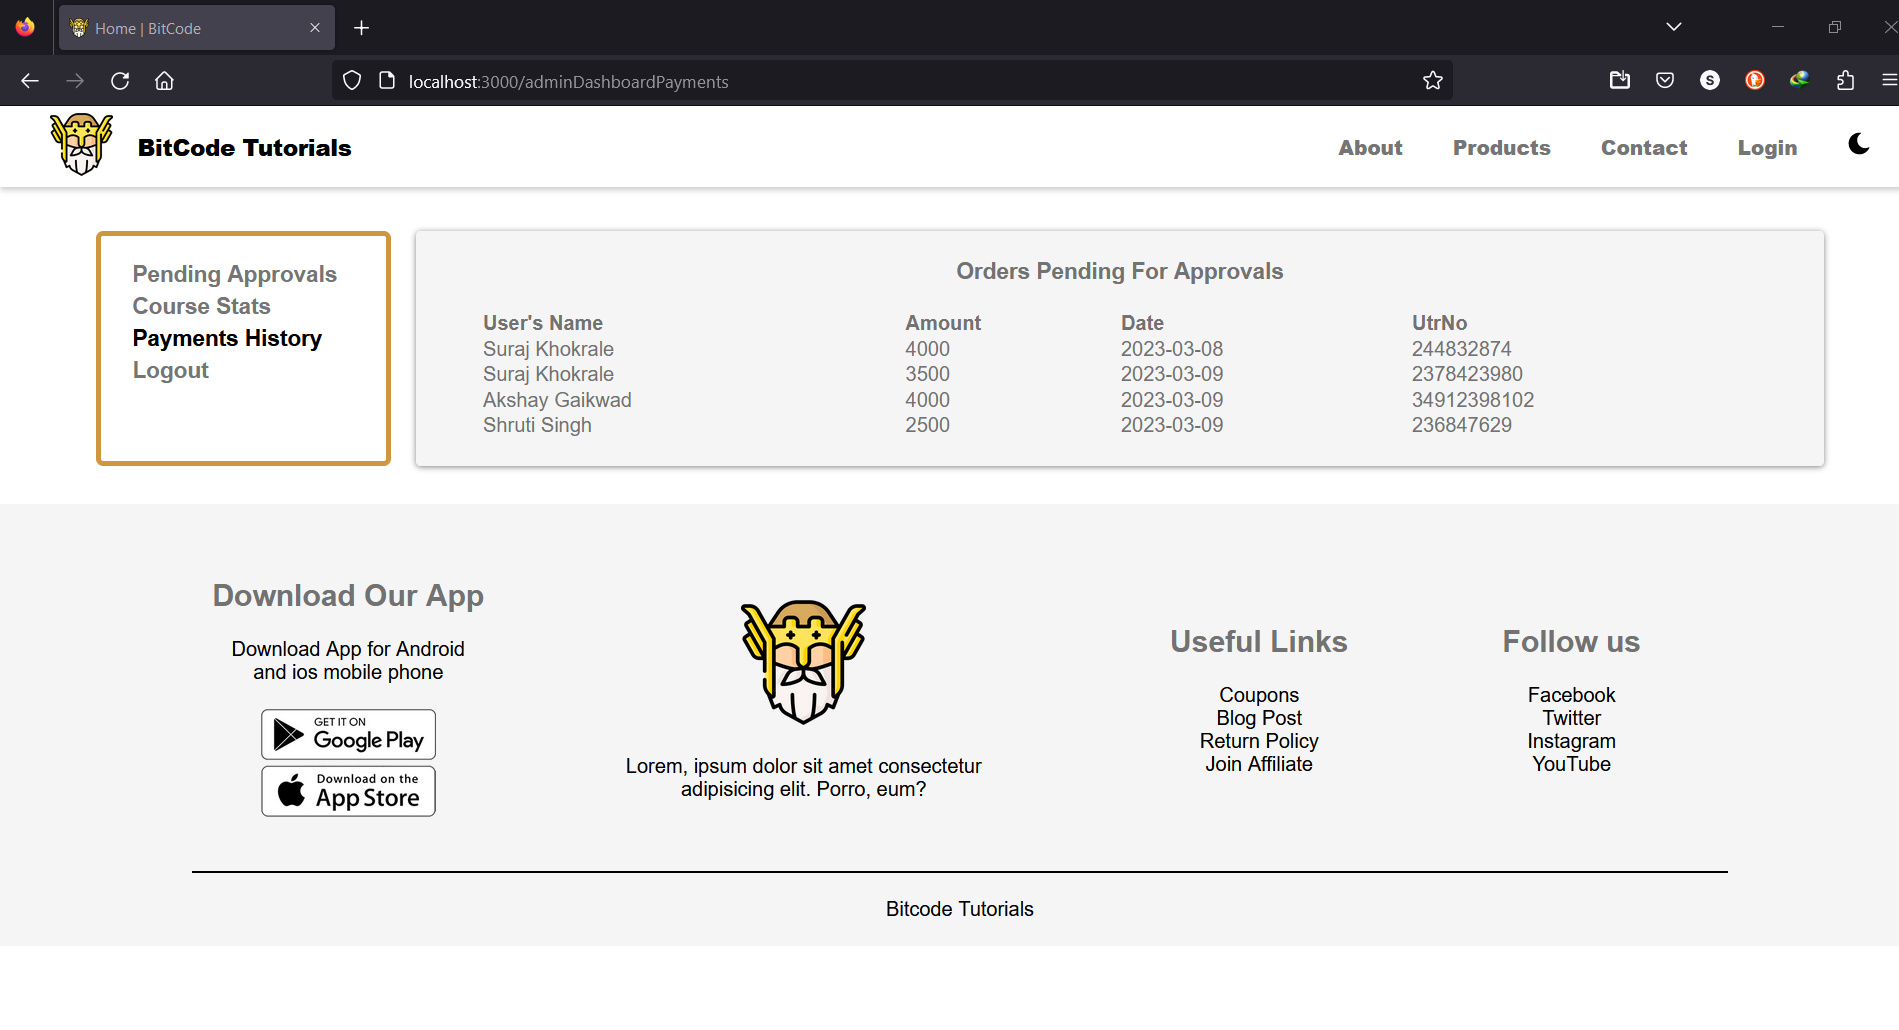 Home | BitCode
localhost:3000/adminDashboardPayments
S
BitCode Tutorials
About Products Contact Login
Pending Approvals
Course Stats
Payments History
Logout
Orders Pending For Approvals
User's Name Amount Date UtrNo
Suraj Khokrale 4000 2023-03-08 244832874
Suraj Khokrale 3500 2023-03-09 2378423980
Akshay Gaikwad 4000 2023-03-09 34912398102
Shruti Singh 2500 2023-03-09 236847629
Download Our App
Download App for Android
and ios mobile phone
GET IT ON
Google Play
Download on the
App Store
Lorem, ipsum dolor sit amet consectetur
adipisicing elit. Porro, eum?
Useful Links
Coupons
Blog Post
Return Policy
Join Affiliate
Follow us
Facebook
Twitter
Instagram
YouTube
Bitcode Tutorials